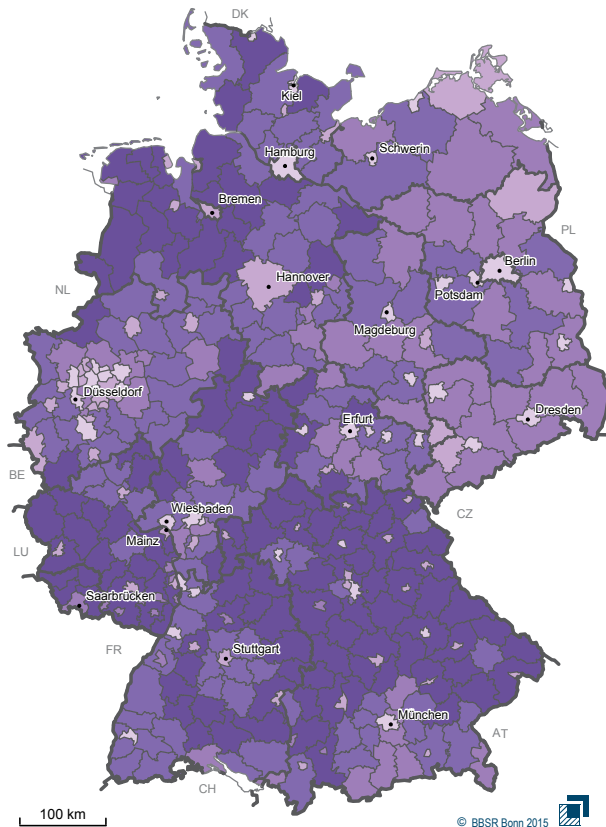 DK
Kiel
Hamburg
Schwerin
Bremen
PL
Berlin
Hannover
NL
Potsdam
Magdeburg
Düsseldorf
Dresden
Erfurt
BE
Wiesbaden
CZ
Mainz
LU
Saarbrücken
FR
Stuttgart
München
AT
CH
100 km
© BBSR Bonn 2015